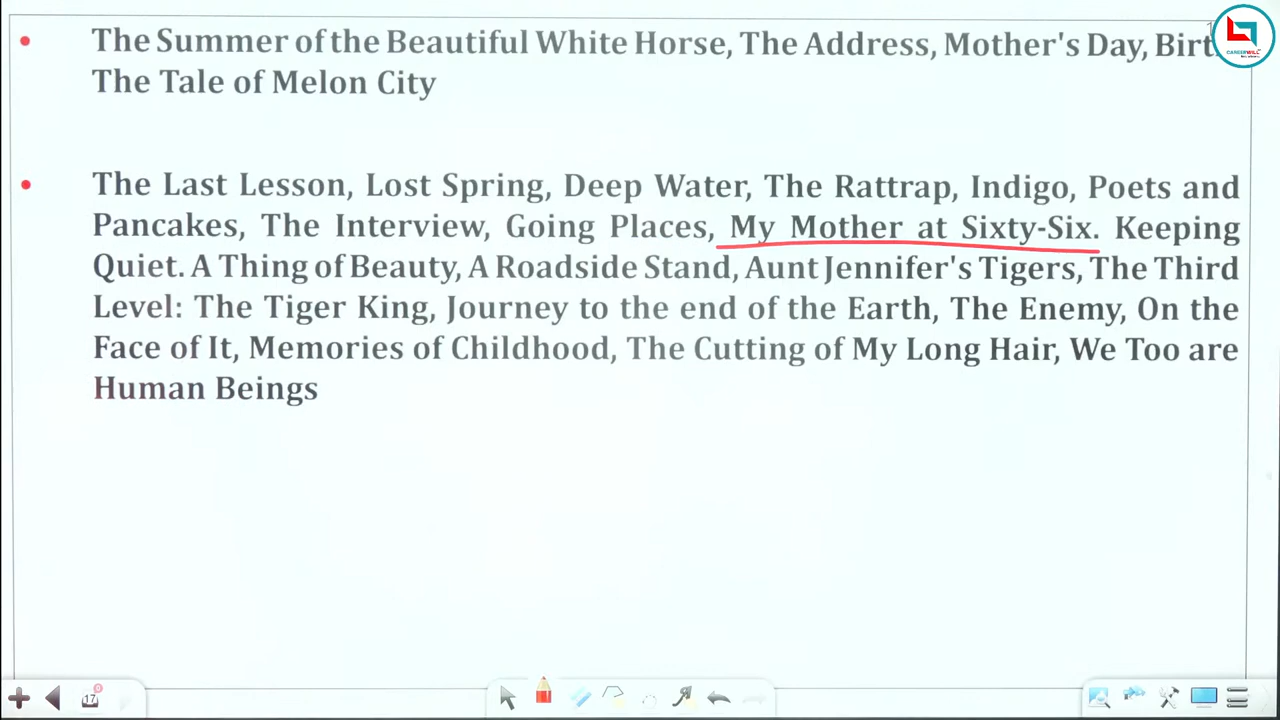 The Summer of the Beautiful White Horse, The Address, Mother's Day,
The Tale of Melon City
The Last Lesson, Lost Spring, Deep Water, The Rattrap, Indigo, Poets and
Pancakes, The Interview, Going Places, My Mother at Sixty-Six. Keeping
Quiet. A Thing of Beauty, A Roadside Stand, Aunt Jennifer's Tigers, The Third
Level: The Tiger King, Journey to the end of the Earth, The Enemy, On the
Face of It, Memories of Childhood, The Cutting of My Long Hair, We Too are
Human Beings
17